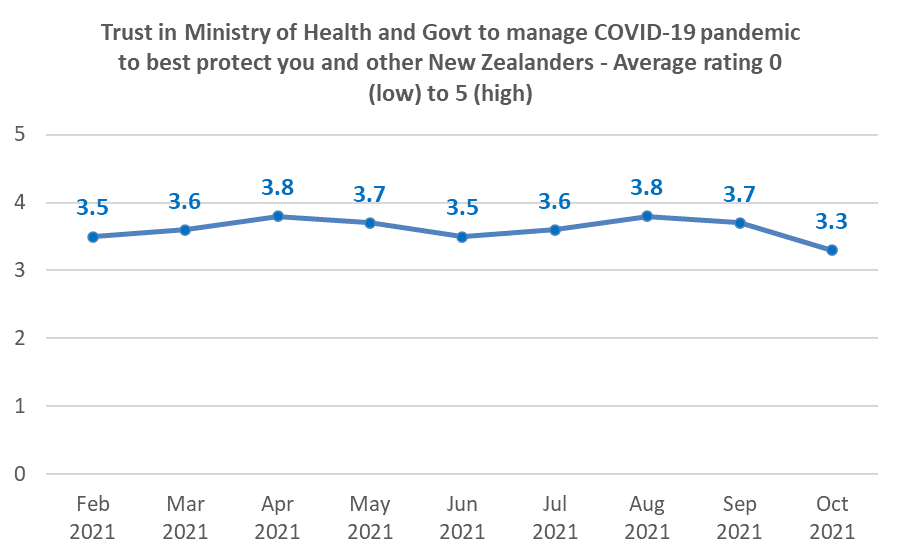 Trust in Ministry of Health and Govt to manage COVID-19 pandemic
to best protect you and other New Zealanders - Average rating 0
(low) to 5 (high)
5
4
3
2
1
0
3.5
3.6
3.8
3.7
3.5
3.6
3.8
3.7
3.3
Feb
2021
Mar
2021
Apr
2021
May
2021
Jun
2021
Jul
2021
Aug
2021
Sep
2021
Oct
2021